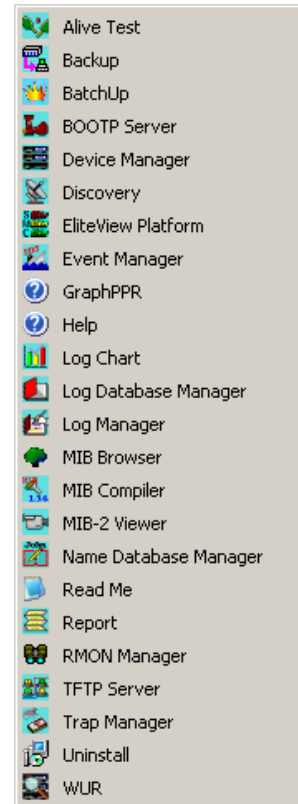 Alive Test
Backup
BatchUp
BOOTP Server
Device Manager
Discovery
EliteView Platform
Event Manager
GraphPPR
Help
Log Chart
Log Database Manager
Log Manager
MIB Browser
MIB Compiler
MIB-2 Viewer
Name Database Manager
Read Me
Report
RMON Manager
TFTP Server
Trap Manager
Uninstall
WUR